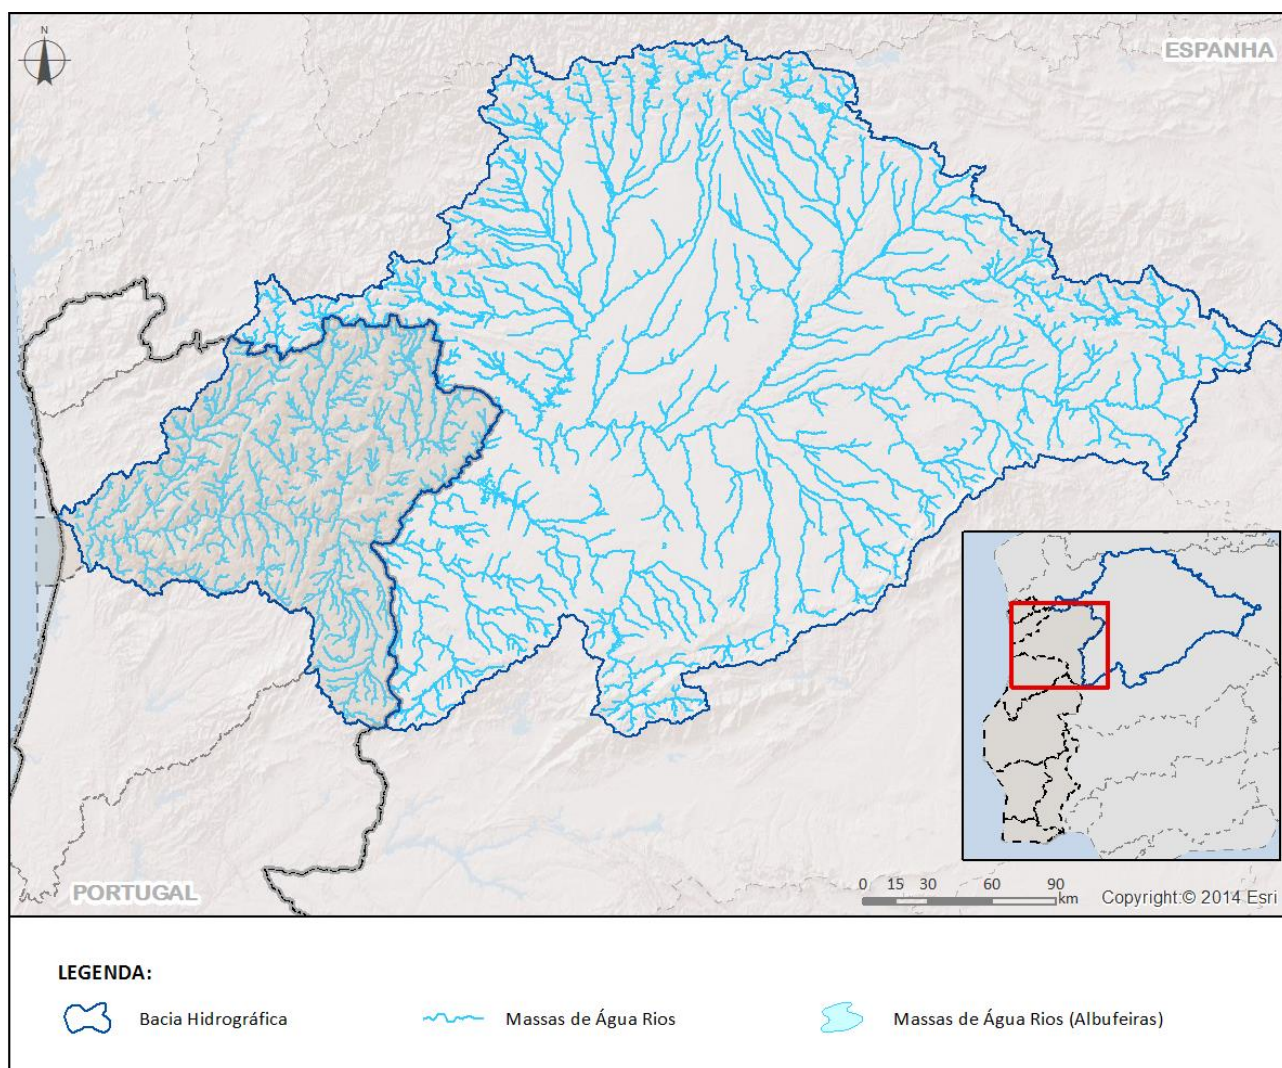 N
ESPANHA
PORTUGAL
0 15 30 60 90
km
Copyright:© 2014 Esri
LEGENDA:
Bacia Hidrográfica
Massas de Água Rios
Massas de Água Rios (Albufeiras)